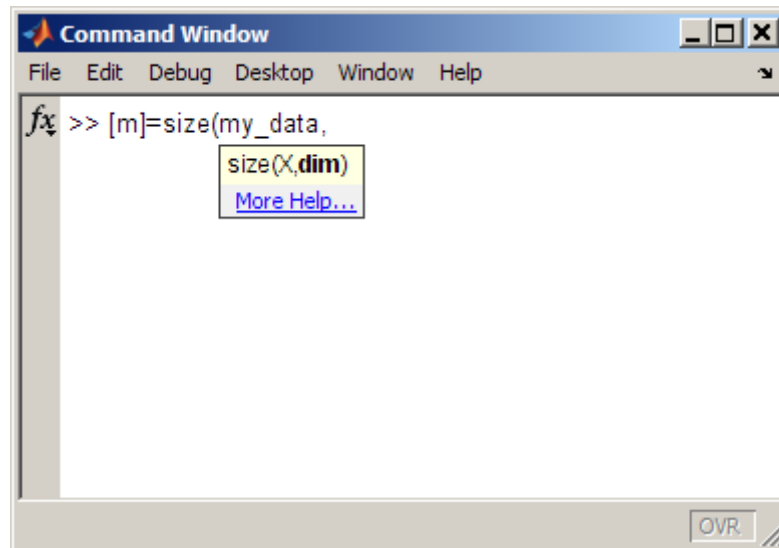 Command Window
File Edit Debug Desktop Window Help
fx >> [m]=size(my_data,
size(X,dim)
More Help...
OVR